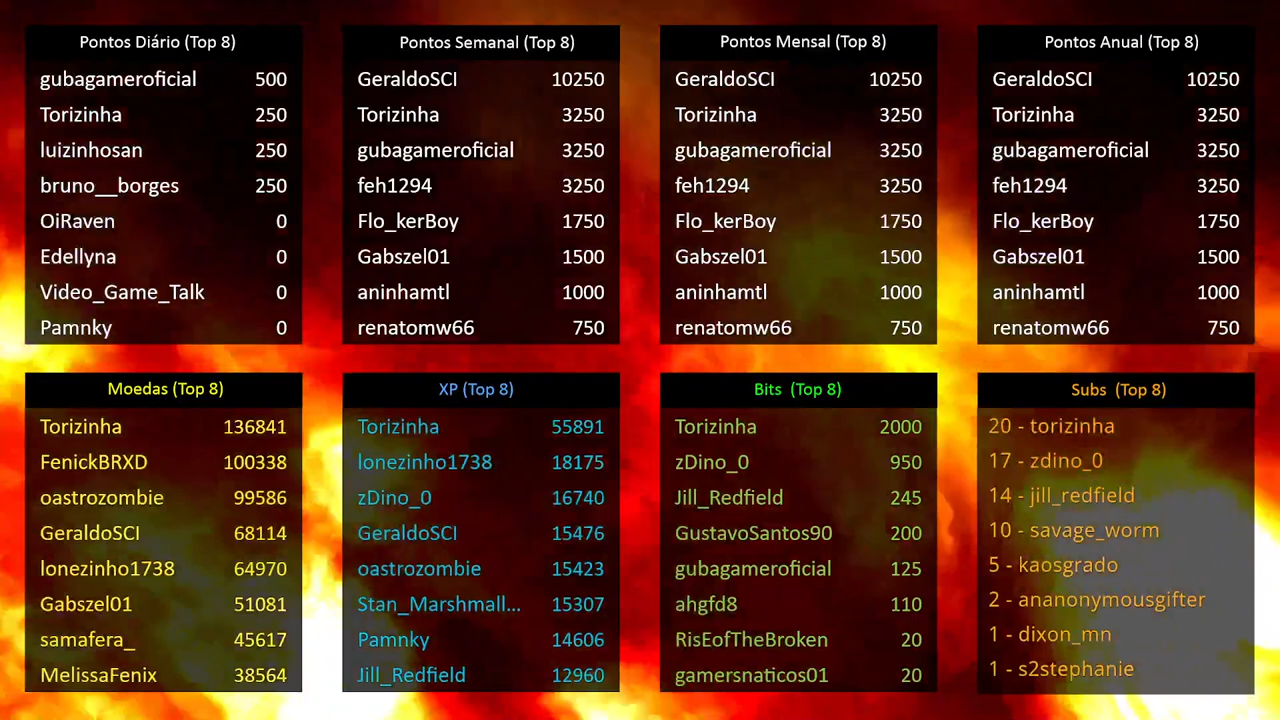 Pontos Diário (Top 8)
gubagameroficial 500
Torizinha 250
luizinhosan 250
bruno__borges 250
OiRaven 0
Edellyna 0
Video_Game_Talk 0
Pamnky 0
Pontos Semanal (Top 8)
GeraldoSCI 10250
Torizinha 3250
gubagameroficial 3250
feh1294 3250
Flo_kerBoy 1750
Gabszel01 1500
aninhamtl 1000
renatomw66 750
Pontos Mensal (Top 8)
GeraldoSCI 10250
Torizinha 3250
gubagameroficial 3250
feh1294 3250
Flo_kerBoy 1750
Gabszel01 1500
aninhamtl 1000
renatomw66 750
Pontos Anual (Top 8)
GeraldoSCI 10250
Torizinha 3250
gubagameroficial 3250
feh1294 3250
Flo_kerBoy 1750
Gabszel01 1500
aninhamtl 1000
renatomw66 750
Moedas (Top 8)
Torizinha 136841
FenickBRXD 100338
oastrozombie 99586
GeraldoSCI 68114
lonezinho1738 64970
Gabszel01 51081
samafera_ 45617
MelissaFenix 38564
XP (Top 8)
Torizinha 55891
lonezinho1738 18175
zDino_0 16740
GeraldoSCI 15476
oastrozombie 15423
Stan_Marshmall... 15307
Pamnky 14606
Jill_Redfield 12960
Bits (Top 8)
Torizinha 2000
zDino_0 950
Jill_Redfield 245
GustavoSantos90 200
gubagameroficial 125
ahgfd8 110
RisEofTheBroken 20
gamersnaticos01 20
Subs (Top 8)
20 - torizinha
17 - zdino_0
14 - jill_redfield
10 - savage_worm
5 - kaosgrado
2 - ananonymousgifter
1 - dixon_mn
1 - s2stephanie